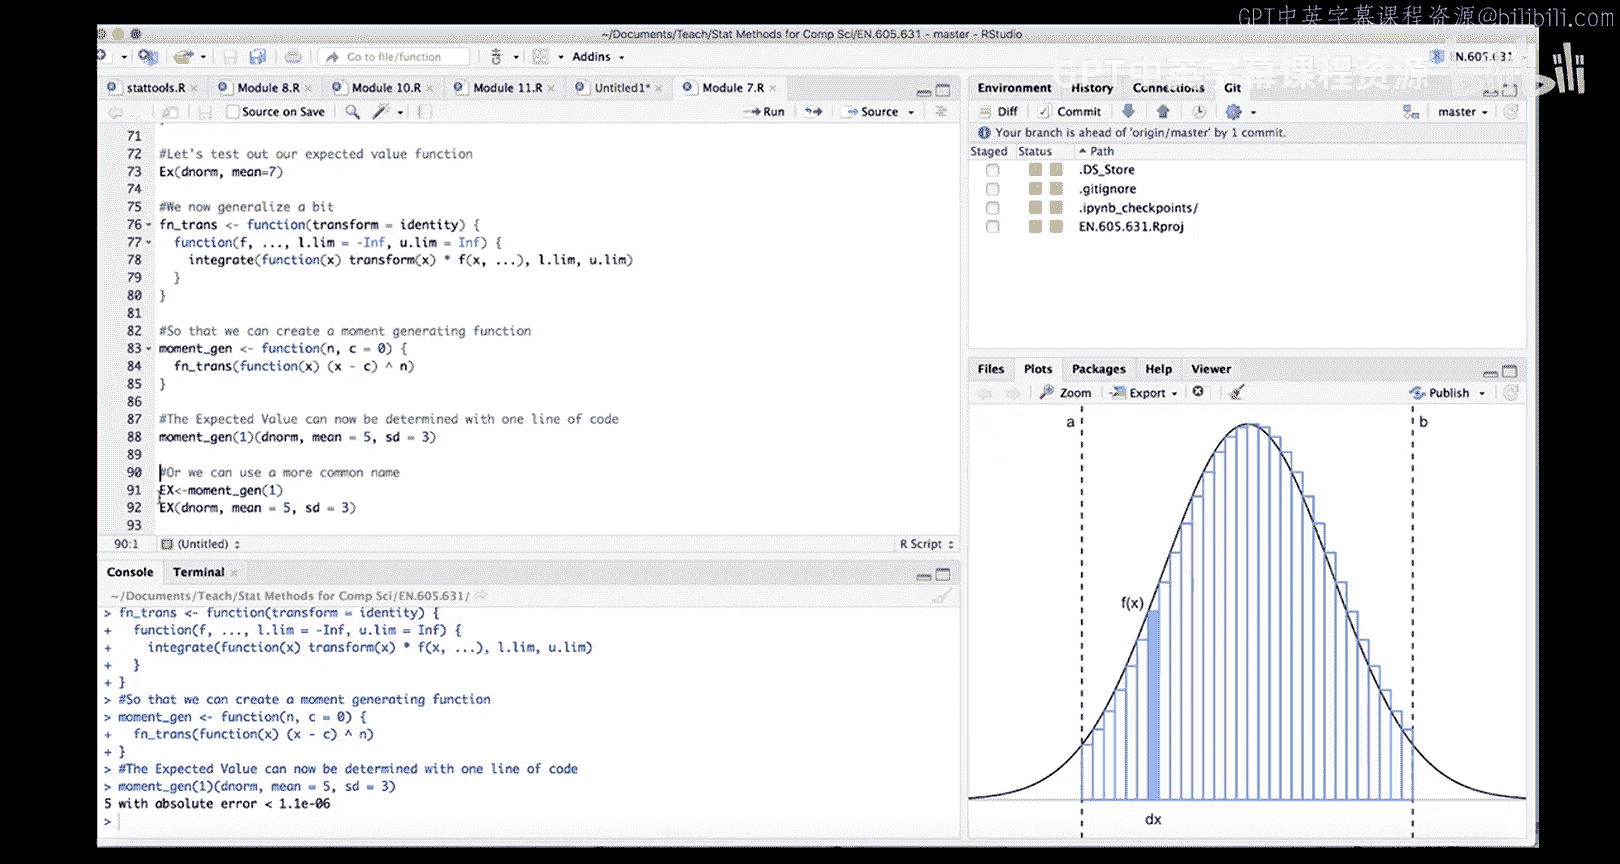 GPT中英字幕课程资源@bilibili.com
~/Documents/Teach/Stat Methods for Comp Sci/EN.605.631 - master - RStudio
Go to file/function
Addins
EN.605.631
GPT中英字幕课程资源 bilibili
stattools.R
Module 8.R
Module 10.R
Module 11.R
Untitled1*
Module 7.R
Source on Save
Run
Source
71
72 #Let's test out our expected value function
73 Ex(dnorm, mean=7)
74
75 #We now generalize a bit
76 fn_trans <- function(transform = identity) {
77 function(f, ..., l.lim = -Inf, u.lim = Inf) {
78 integrate(function(x) transform(x) * f(x, ...), l.lim, u.lim)
79 }
80 }
81
82 #So that we can create a moment generating function
83 moment_gen <- function(n, c = 0) {
84 fn_trans(function(x) (x - c) ^ n)
85 }
86
87 #The Expected Value can now be determined with one line of code
88 moment_gen(1)(dnorm, mean = 5, sd = 3)
89
90 #Or we can use a more common name
91 EX<-moment_gen(1)
92 EX(dnorm, mean = 5, sd = 3)
93
90:1 (Untitled) R Script
Console Terminal
~/Documents/Teach/Stat Methods for Comp Sci/EN.605.631/
> fn_trans <- function(transform = identity) {
+ function(f, ..., l.lim = -Inf, u.lim = Inf) {
+ integrate(function(x) transform(x) * f(x, ...), l.lim, u.lim)
+ }
+ }
> #So that we can create a moment generating function
> moment_gen <- function(n, c = 0) {
+ fn_trans(function(x) (x - c) ^ n)
+ }
> #The Expected Value can now be determined with one line of code
> moment_gen(1)(dnorm, mean = 5, sd = 3)
5 with absolute error < 1.1e-06
>
Environment History Connections Git
Diff Commit master
Your branch is ahead of 'origin/master' by 1 commit.
Staged Status Path
.DS_Store
.gitignore
.ipynb_checkpoints/
EN.605.631.Rproj
Files Plots Packages Help Viewer
Zoom Export Publish
a b
f(x)
dx